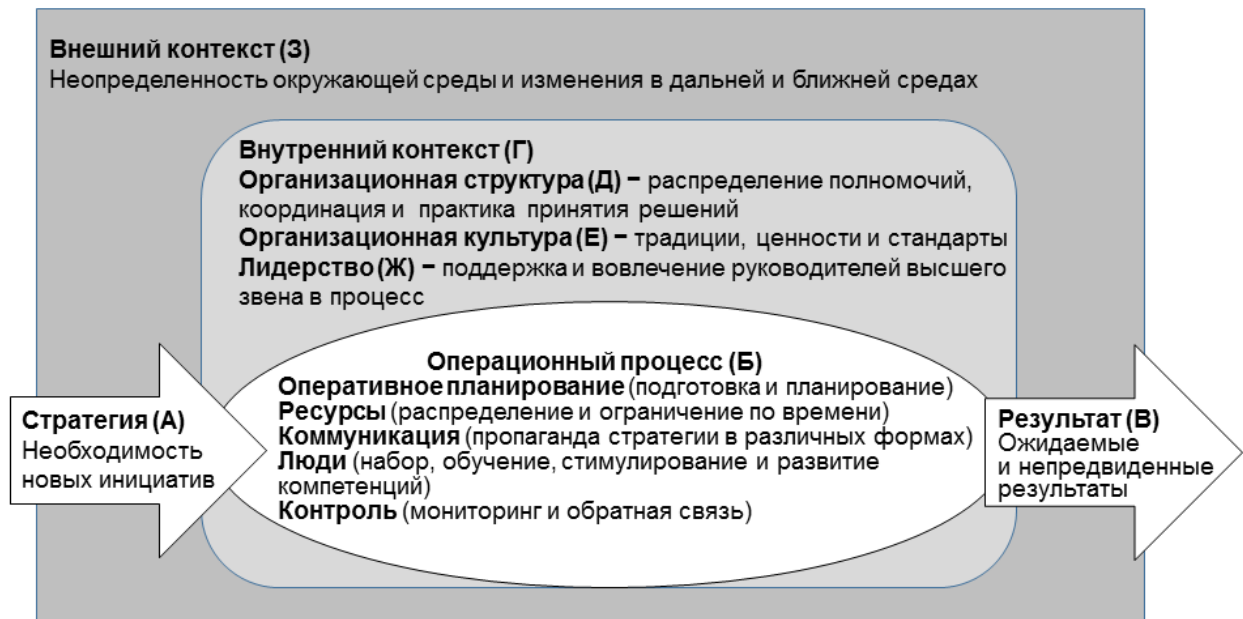 Внешний контекст (З)
Неопределенность окружающей среды и изменения в дальней и ближней средах
Внутренний контекст (Г)
Организационная структура (Д) − распределение полномочий,
координация и практика принятия решений
Организационная культура (Е) − традиции, ценности и стандарты
Лидерство (Ж) − поддержка и вовлечение руководителей высшего
звена в процесс
Операционный процесс (Б)
Оперативное планирование (подготовка и планирование)
Ресурсы (распределение и ограничение по времени)
Коммуникация (пропаганда стратегии в различных формах)
Люди (набор, обучение, стимулирование и развитие
компетенций)
Контроль (мониторинг и обратная связь)
Стратегия (А)
Необходимость
новых инициатив
Результат (В)
Ожидаемые
и непредвиденные
результаты